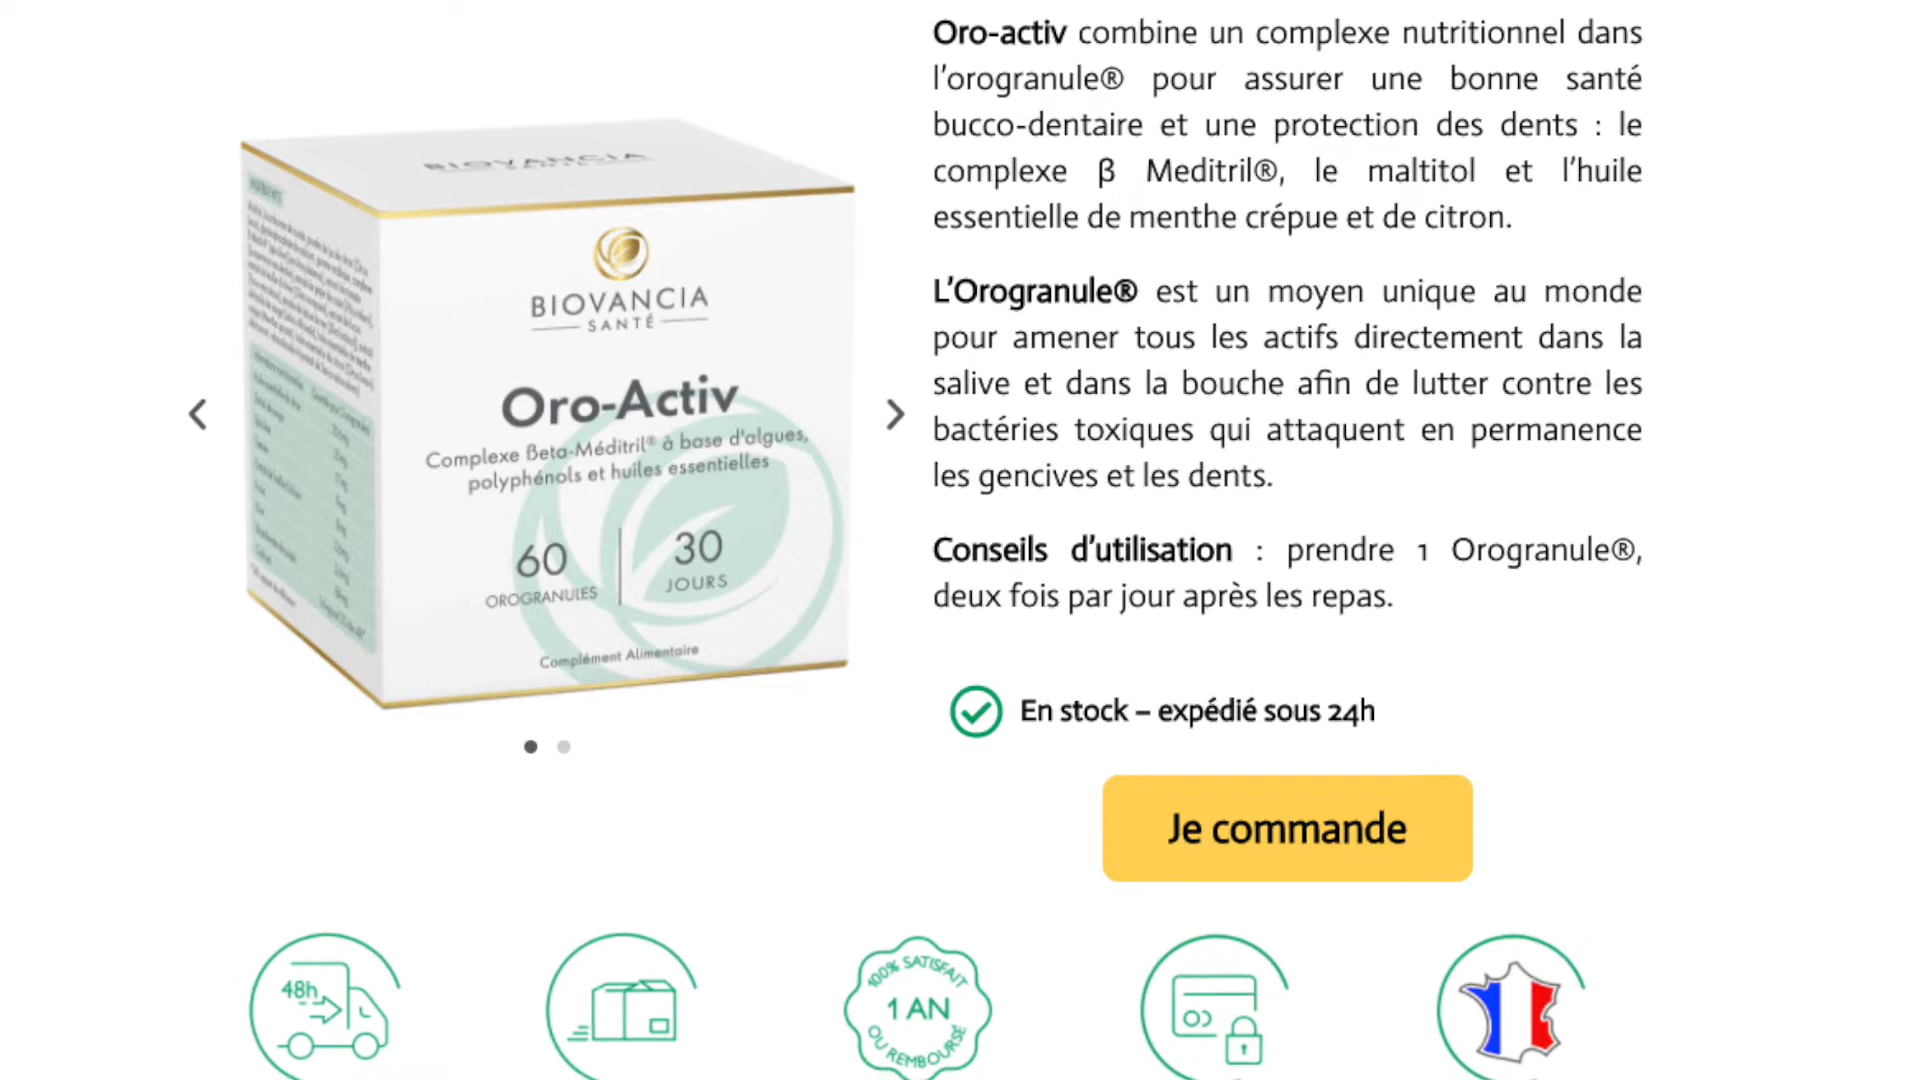 BIOVANCIA
SANTÉ
BIOVANCIA
SANTÉ
Oro-Activ
Complexe Beta-Méditril® à base d'algues,
polyphénols et huiles essentielles
60
OROGRANULES
30
JOURS
Complément Alimentaire
Oro-activ combine un complexe nutritionnel dans
l'orogranule® pour assurer une bonne santé
bucco-dentaire et une protection des dents : le
complexe β Meditril®, le maltitol et l'huile
essentielle de menthe crépue et de citron.
L'Orogranule® est un moyen unique au monde
pour amener tous les actifs directement dans la
salive et dans la bouche afin de lutter contre les
bactéries toxiques qui attaquent en permanence
les gencives et les dents.
Conseils d'utilisation : prendre 1 Orogranule®,
deux fois par jour après les repas.
En stock – expédié sous 24h
Je commande
48h
100% SATISFAIT
1 AN
OU REMBOURSÉ